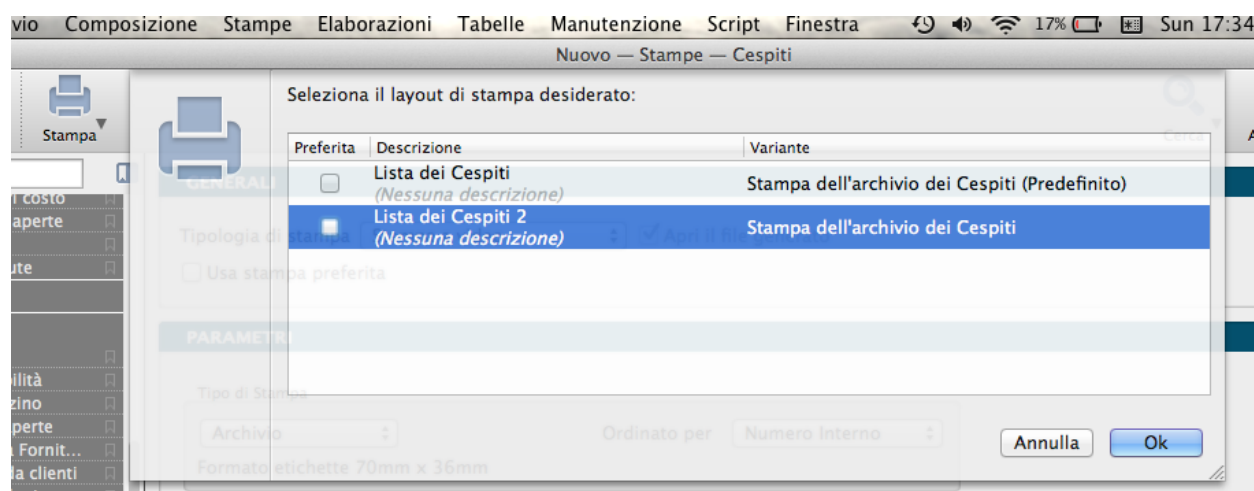 vio Composizione Stampe Elaborazioni Tabelle Manutenzione Script Finestra 17% Sun 17:34
Nuovo — Stampe — Cespiti
Stampa
Cerca
Seleziona il layout di stampa desiderato:
Preferita Descrizione Variante
Lista dei Cespiti
(Nessuna descrizione)
Stampa dell'archivio dei Cespiti (Predefinito)
Lista dei Cespiti 2
(Nessuna descrizione)
Stampa dell'archivio dei Cespiti
GENERALI
Tipologia di stampa Apri il file generato
Usa stampa preferita
PARAMETRI
Tipo di Stampa
Archivio Ordinato per Numero Interno
Formato etichette 70mm x 36mm
Annulla Ok
i costo
aperte
ute
ilità
zino
perte
a Fornit...
da clienti